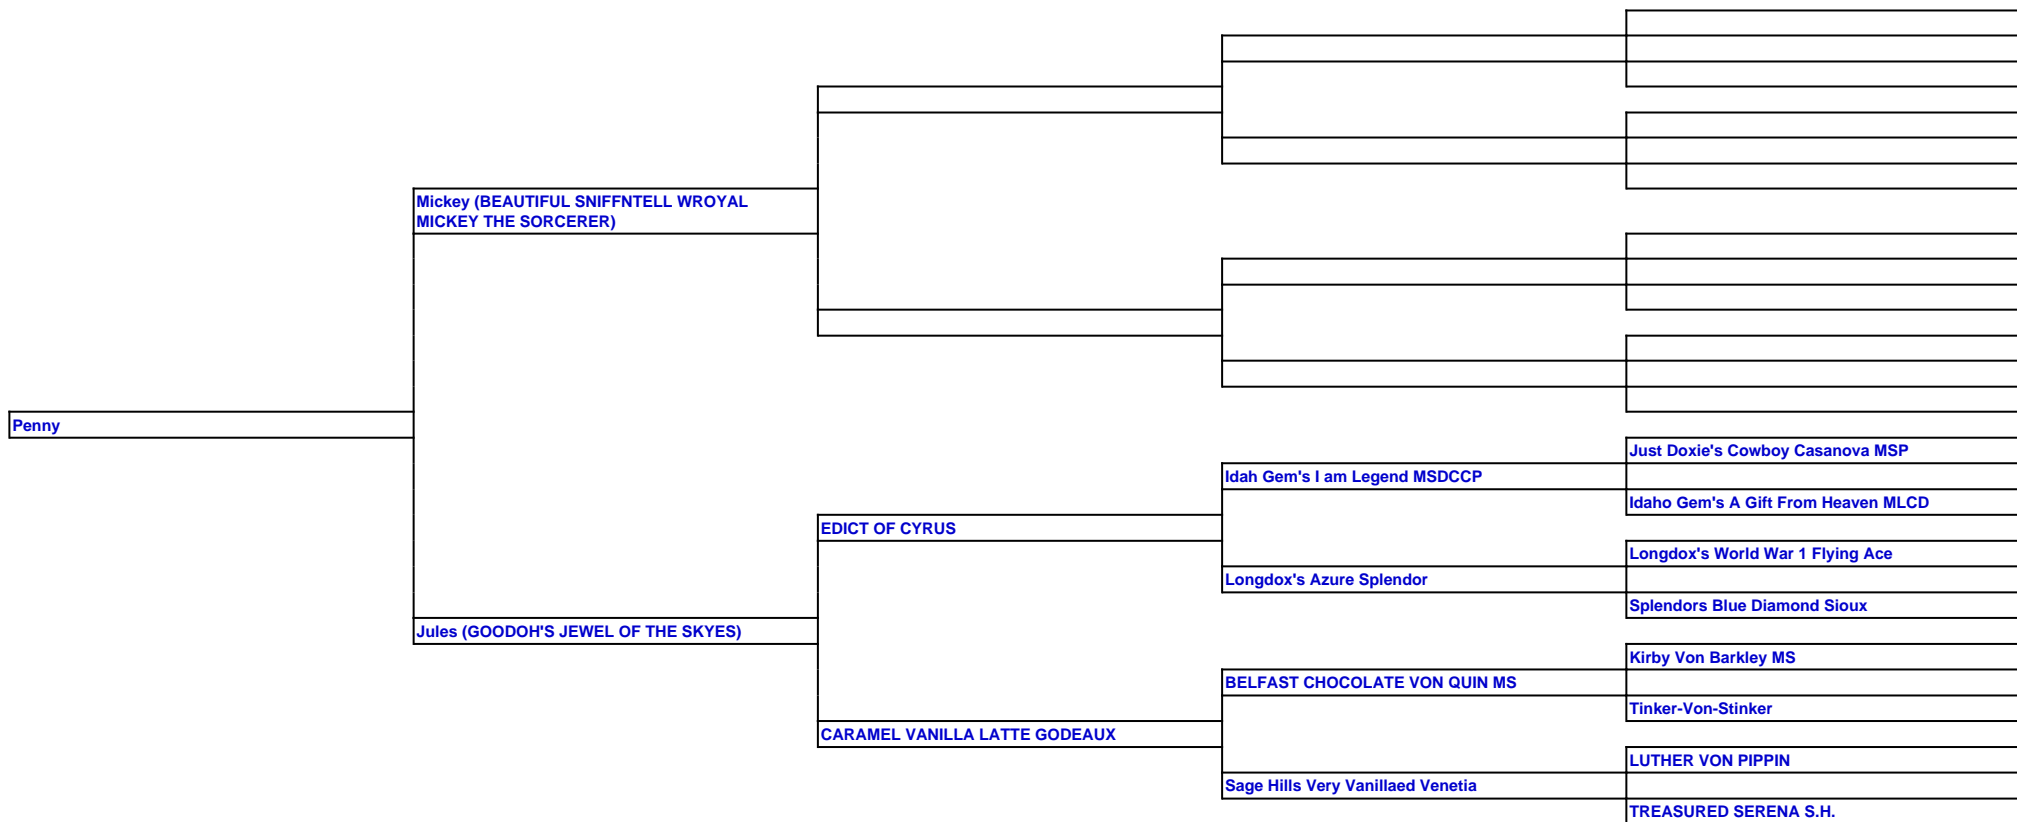 Mickey (BEAUTIFUL SNIFFNTELL WROYAL
MICKEY THE SORCERER)
Penny
Just Doxie's Cowboy Casanova MSP
Idah Gem's I am Legend MSDCCP
Idaho Gem's A Gift From Heaven MLCD
EDICT OF CYRUS
Longdox's World War 1 Flying Ace
Longdox's Azure Splendor
Splendors Blue Diamond Sioux
Jules (GOODOH'S JEWEL OF THE SKYES)
Kirby Von Barkley MS
BELFAST CHOCOLATE VON QUIN MS
Tinker-Von-Stinker
CARAMEL VANILLA LATTE GODEAUX
LUTHER VON PIPPIN
Sage Hills Very Vanillaed Venetia
TREASURED SERENA S.H.